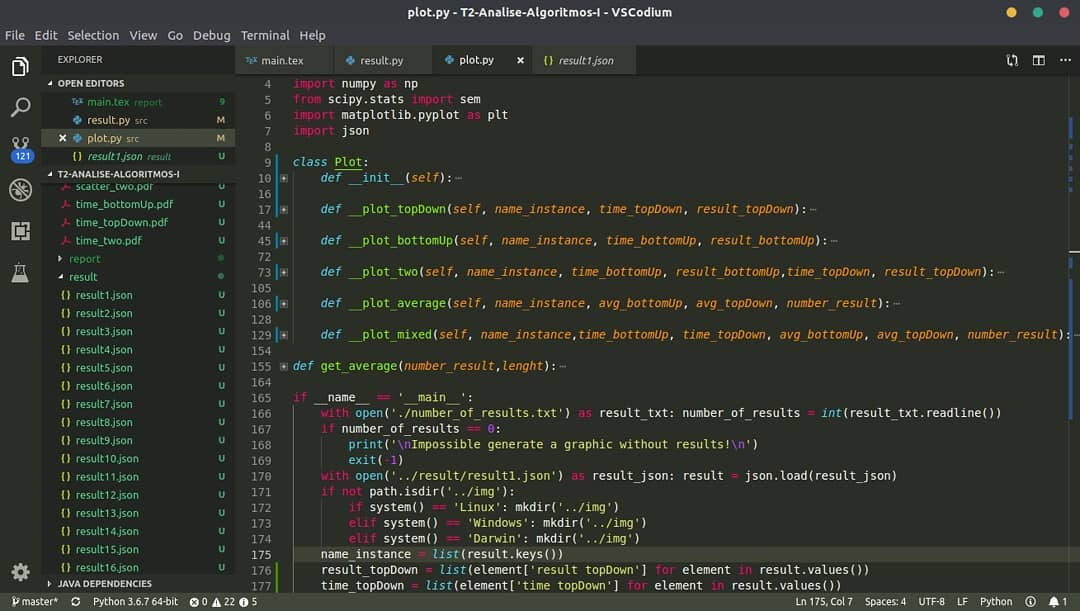 plot.py - T2-Analise-Algoritmos-I - VSCodium
File Edit Selection View Go Debug Terminal Help
EXPLORER
OPEN EDITORS
main.tex report 9
result.py src M
plot.py src M
{} result1.json result U
T2-ANALISE-ALGORITMOS-I
scatter_two.pdf U
time_bottomUp.pdf U
time_topDown.pdf U
time_two.pdf U
report
result
{} result1.json U
{} result2.json U
{} result3.json U
{} result4.json U
{} result5.json U
{} result6.json U
{} result7.json U
{} result8.json U
{} result9.json U
{} result10.json U
{} result11.json U
{} result12.json U
{} result13.json U
{} result14.json U
{} result15.json U
{} result16.json U
JAVA DEPENDENCIES
121
TEX main.tex result.py plot.py × {} result1.json
4 import numpy as np
5 from scipy.stats import sem
6 import matplotlib.pyplot as plt
7 import json
8
9 class Plot:
10 def __init__(self):…
16
17 def __plot_topDown(self, name_instance, time_topDown, result_topDown):…
44
45 def __plot_bottomUp(self, name_instance, time_bottomUp, result_bottomUp):…
72
73 def __plot_two(self, name_instance, time_bottomUp, result_bottomUp,time_topDown, result_topDown):…
105
106 def __plot_average(self, name_instance, avg_bottomUp, avg_topDown, number_result):…
128
129 def __plot_mixed(self, name_instance,time_bottomUp, time_topDown, avg_bottomUp, avg_topDown, number_result):…
154
155 def get_average(number_result,lenght):…
164
165 if __name__ == '__main__':
166 with open('./number_of_results.txt') as result_txt: number_of_results = int(result_txt.readline())
167 if number_of_results == 0:
168 print('\nImpossible generate a graphic without results!\n')
169 exit(-1)
170 with open('../result/result1.json') as result_json: result = json.load(result_json)
171 if not path.isdir('../img'):
172 if system() == 'Linux': mkdir('../img')
173 elif system() == 'Windows': mkdir('../img')
174 elif system() == 'Darwin': mkdir('../img')
175 name_instance = list(result.keys())
176 result_topDown = list(element['result topDown'] for element in result.values())
177 time_topDown = list(element['time topDown'] for element in result.values())
master* Python 3.6.7 64-bit 0 22 5 Ln 175, Col 7 Spaces: 4 UTF-8 LF Python 1